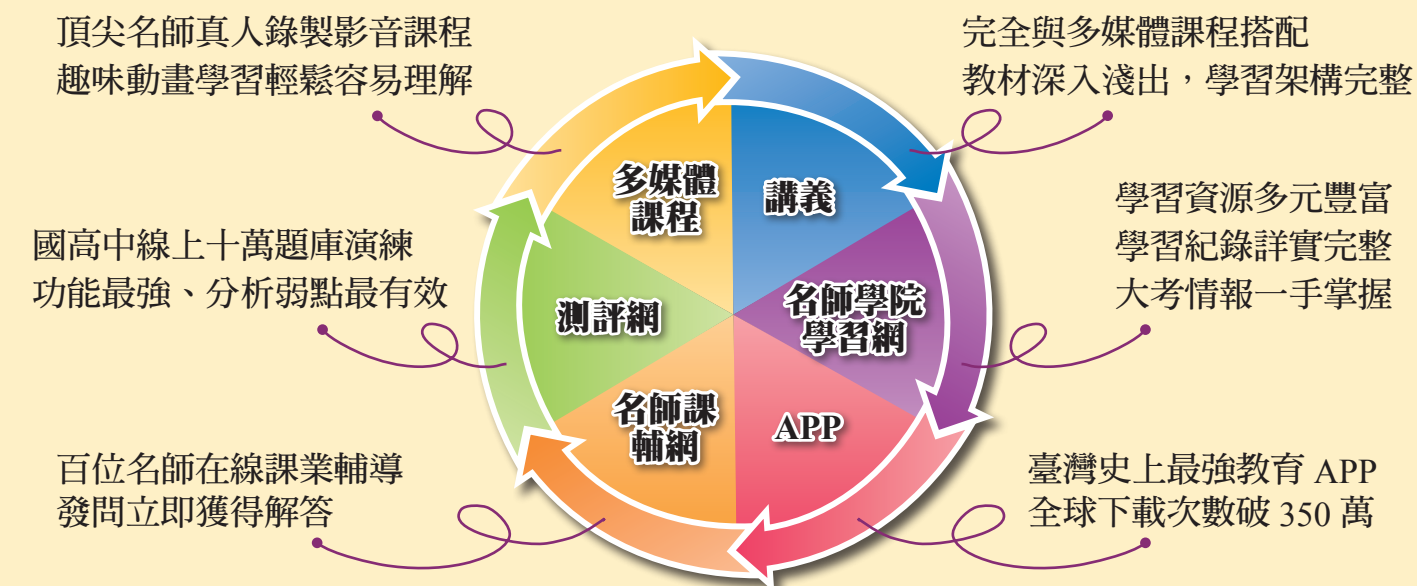 頂尖名師真人錄製影音課程
趣味動畫學習輕鬆容易理解
完全與多媒體課程搭配
教材深入淺出，學習架構完整
多媒體
課程
講義
學習資源多元豐富
學習紀錄詳實完整
大考情報一手掌握
國高中線上十萬題庫演練
功能最強、分析弱點最有效
測評網
名師學院
學習網
名師課
輔網
APP
百位名師在線課業輔導
發問立即獲得解答
臺灣史上最強教育 APP
全球下載次數破 350 萬